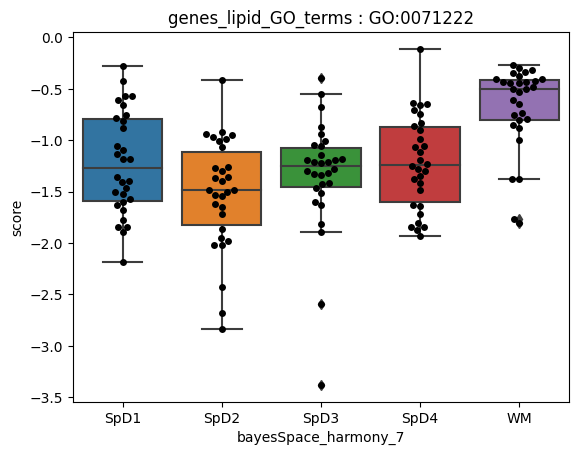 genes_lipid_GO_terms : GO:0071222
0.0
−0.5
−1.0
−1.5
−2.0
−2.5
−3.0
−3.5
score
SpD1 SpD2 SpD3 SpD4 WM
bayesSpace_harmony_7